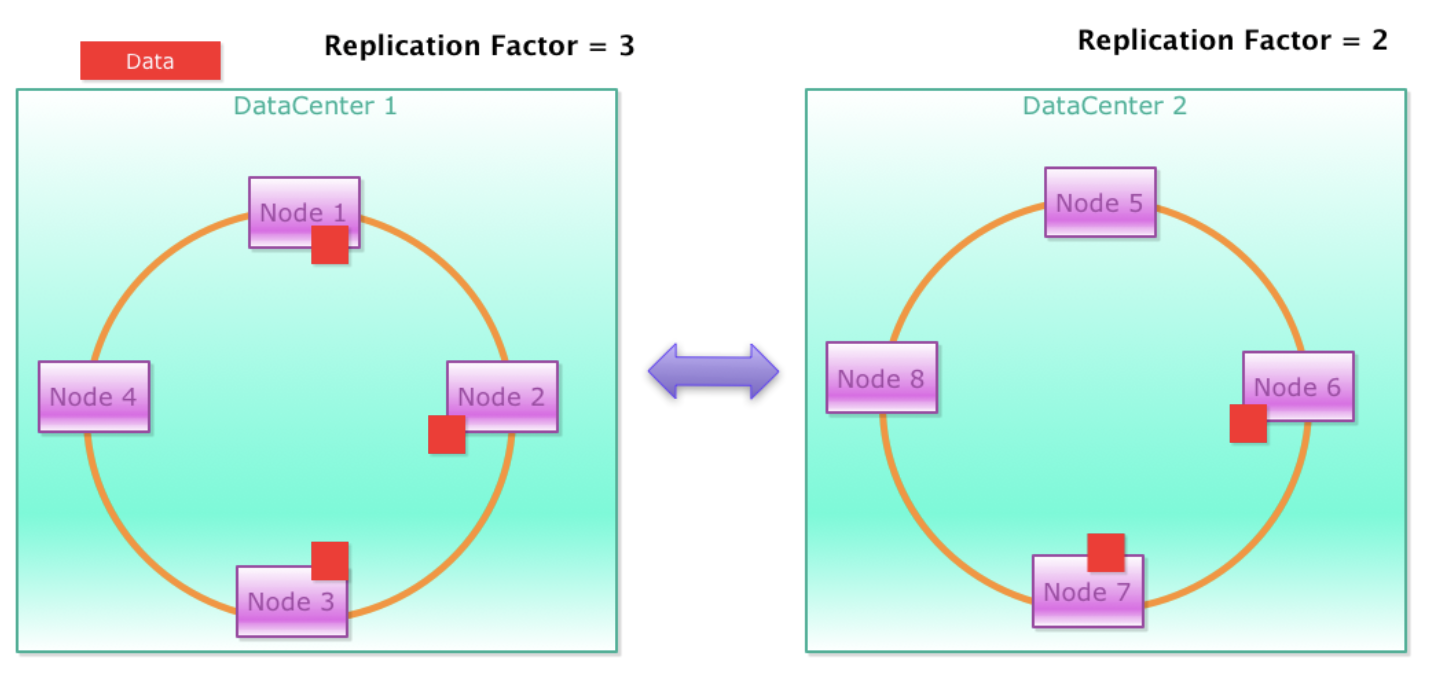 Data
Replication Factor = 3
Replication Factor = 2
DataCenter 1
Node 1
Node 4
Node 2
Node 3
DataCenter 2
Node 5
Node 8
Node 6
Node 7